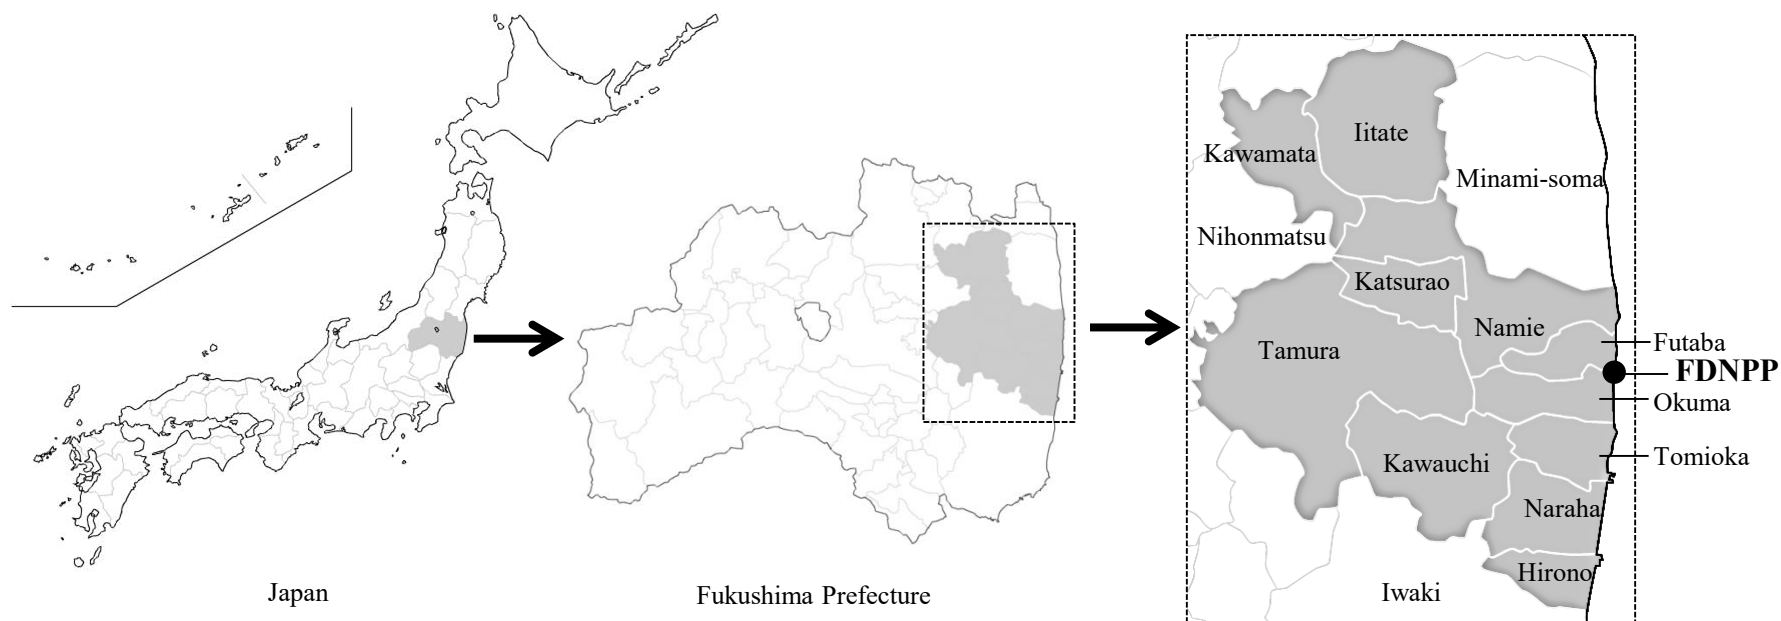 Iitate
Kawamata
Minami-soma
Nihonmatsu
Katsurao
Namie
Futaba
Tamura
FDNPP
Okuma
Kawauchi
Tomioka
Naraha
Hirono
Japan
Fukushima Prefecture
Iwaki